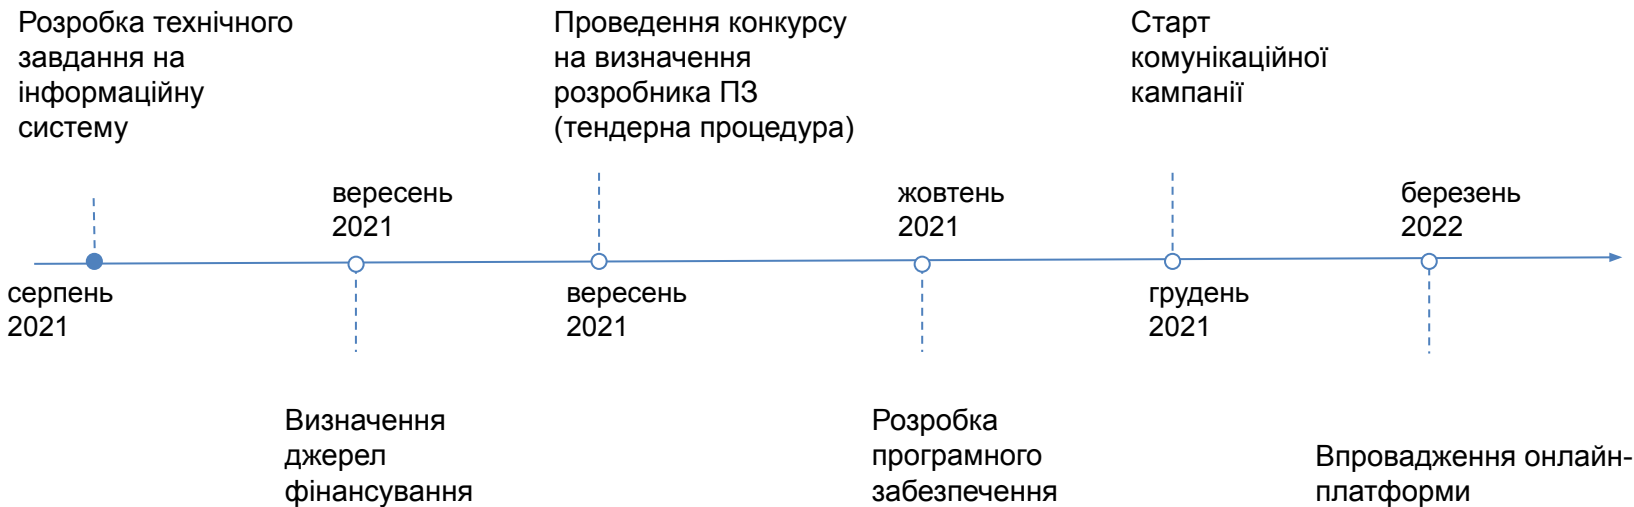 Розробка технічного
завдання на
інформаційну
систему
Проведення конкурсу
на визначення
розробника ПЗ
(тендерна процедура)
Старт
комунікаційної
кампанії
вересень
2021
жовтень
2021
березень
2022
серпень
2021
вересень
2021
грудень
2021
Визначення
джерел
фінансування
Розробка
програмного
забезпечення
Впровадження онлайн-
платформи